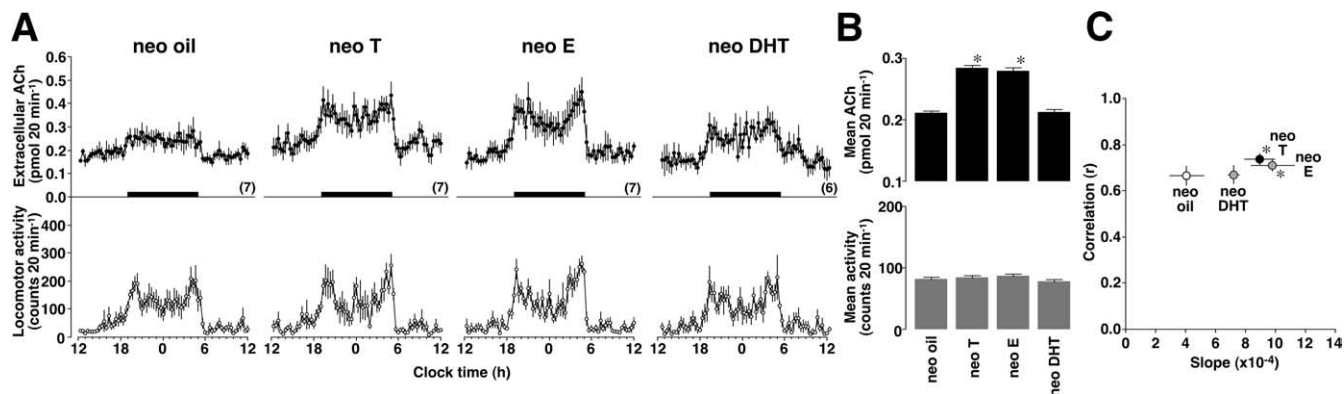 A
neo oil
neo T
neo E
neo DHT
Extracellular ACh
(pmol 20 min-1)
0.6
0.5
0.4
0.3
0.2
0.1
0.0
(7)
(7)
(7)
(6)
Locomotor activity
(counts 20 min-1)
400
300
200
100
0
12 18 0 6 12
12 18 0 6 12
12 18 0 6 12
12 18 0 6 12
Clock time (h)
B
Mean ACh
(pmol 20 min-1)
0.3
0.2
0.1
* *
Mean activity
(counts 20 min-1)
200
100
0
neo oil
neo T
neo E
neo DHT
C
Correlation (r)
1.0
0.8
0.6
0.4
0.2
0.0
neo
oil
neo
DHT
*
neo
T
*
neo
E
0 2 4 6 8 10 12 14
Slope (x10-4)